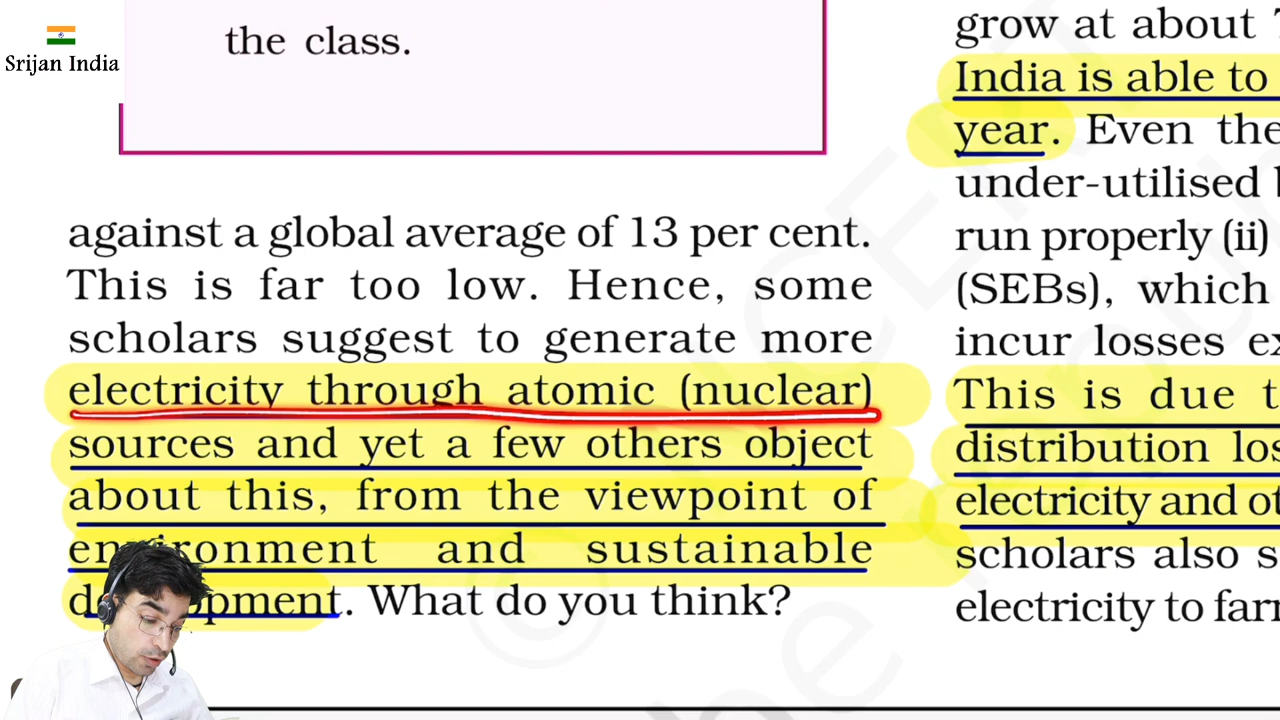 Srijan India
the class.
against a global average of 13 per cent.
This is far too low. Hence, some
scholars suggest to generate more
electricity through atomic (nuclear)
sources and yet a few others object
about this, from the viewpoint of
environment and sustainable
development. What do you think?
grow at about
India is able to
year. Even the
under-utilised
run properly (ii)
(SEBs), which
incur losses
This is due
distribution
electricity and
scholars also
electricity to